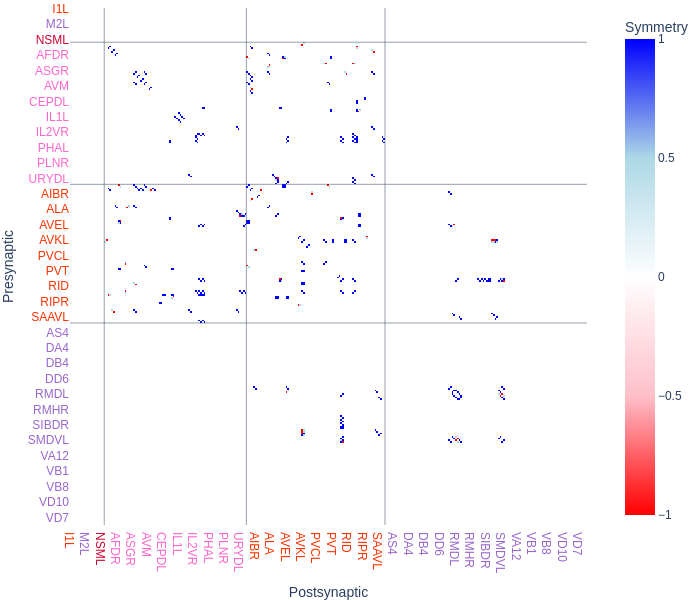 Symmetry
I1L
M2L
NSML
AFDR
ASGR
AVM
CEPDL
IL1L
IL2VR
PHAL
PLNR
URYDL
AIBR
ALA
AVEL
AVKL
PVCL
PVT
RID
RIPR
SAAVL
AS4
DA4
DB4
DD6
RMDL
RMHR
SIBDR
SMDVL
VA12
VB1
VB8
VD10
VD7
Presynaptic
I1L
M2L
NSML
AFDR
ASGR
AVM
CEPDL
IL1L
IL2VR
PHAL
PLNR
URYDL
AIBR
ALA
AVEL
AVKL
PVCL
PVT
RID
RIPR
SAAVL
AS4
DA4
DB4
DD6
RMDL
RMHR
SIBDR
SMDVL
VA12
VB1
VB8
VD10
VD7
Postsynaptic
1
0.5
0
−0.5
−1